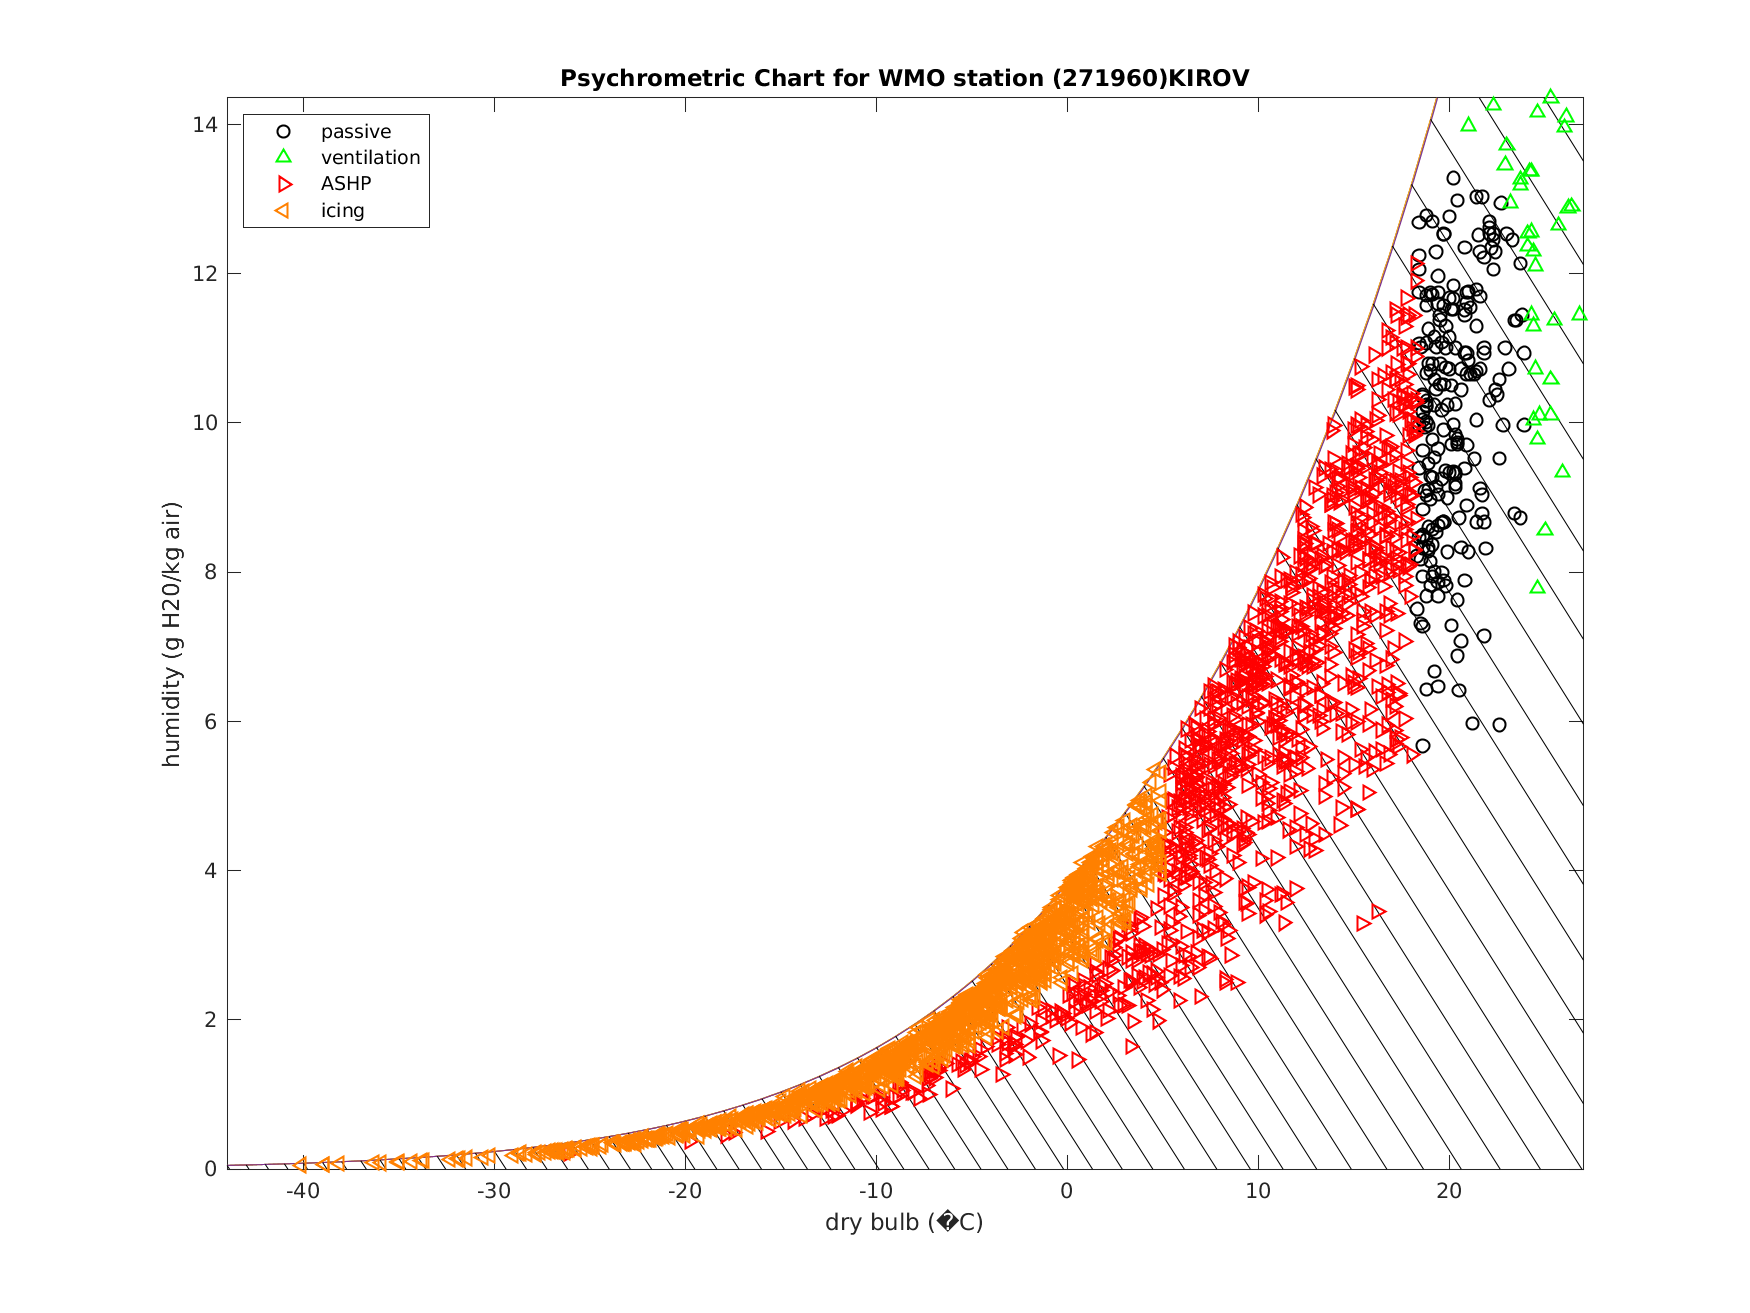 Psychrometric Chart for WMO station (271960)KIROV
passive
ventilation
ASHP
icing
14
12
10
8
6
4
2
0
humidity (g H20/kg air)
-40 -30 -20 -10 0 10 20
dry bulb (�C)